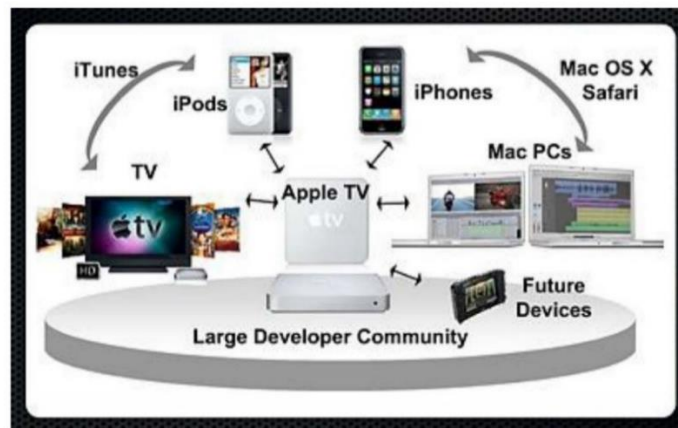 iTunes
iPods
iPhones
Mac OS X
Safari
TV
Apple TV
Mac PCs
tv
tv
HD
Future
Devices
Large Developer Community